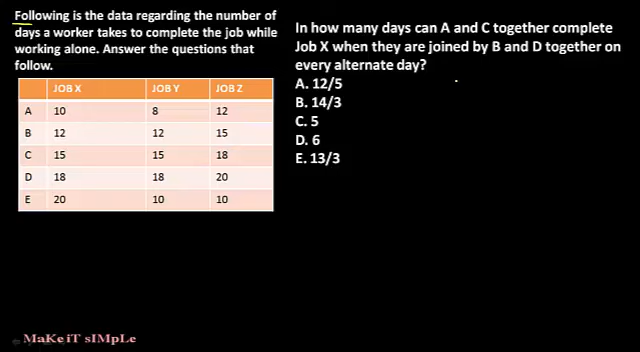 Following is the data regarding the number of
days a worker takes to complete the job while
working alone. Answer the questions that
follow.
JOB X JOB Y JOB Z
A 10 8 12
B 12 12 15
C 15 15 18
D 18 18 20
E 20 10 10
In how many days can A and C together complete
Job X when they are joined by B and D together on
every alternate day?
A. 12/5
B. 14/3
C. 5
D. 6
E. 13/3
MaKe iT sIMpLe